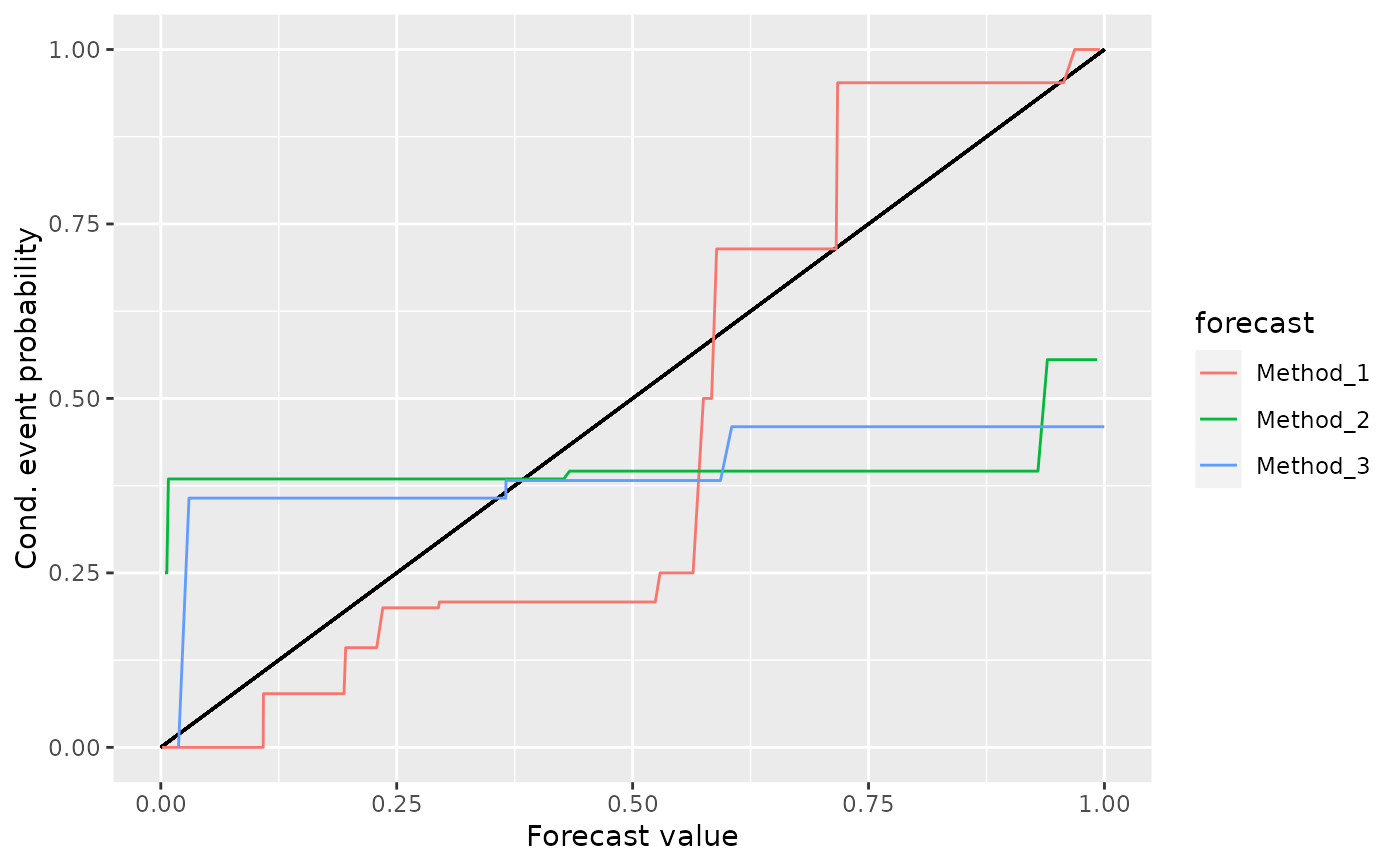 1.00
0.75
0.50
0.25
0.00
Cond. event probability
0.00 0.25 0.50 0.75 1.00
Forecast value
forecast
Method_1
Method_2
Method_3